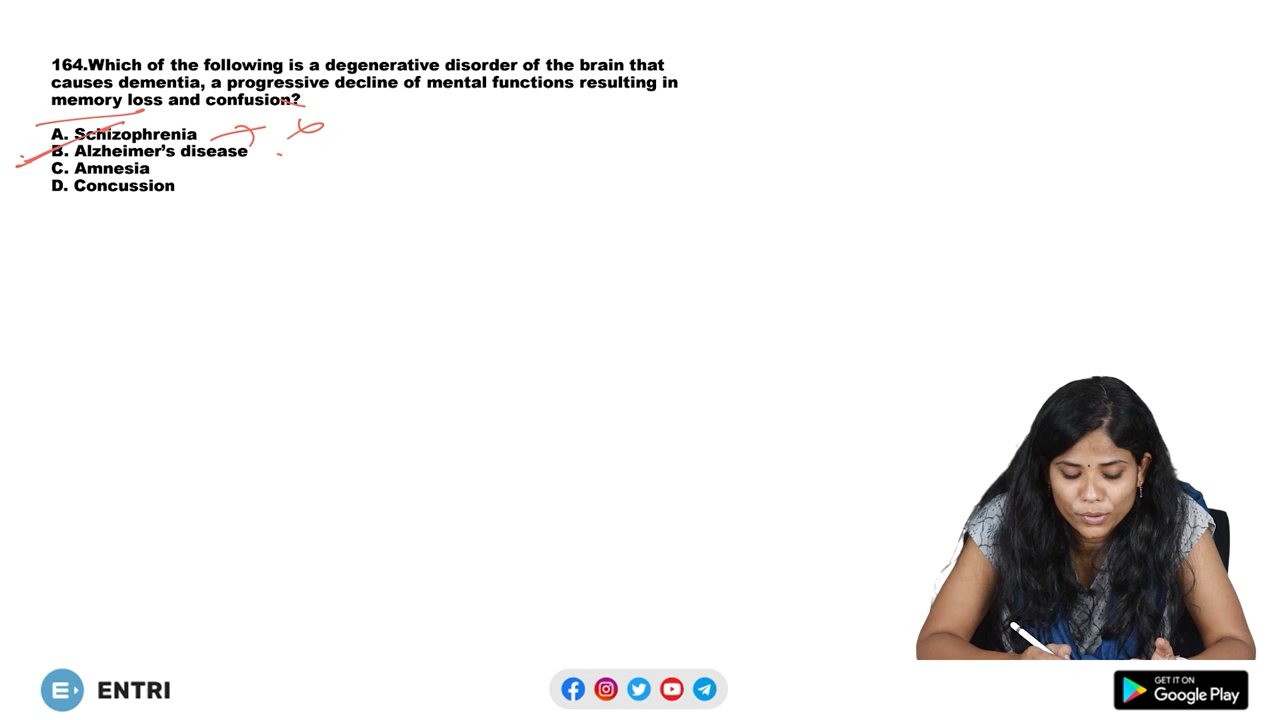 164.Which of the following is a degenerative disorder of the brain that
causes dementia, a progressive decline of mental functions resulting in
memory loss and confusion?
A. Schizophrenia
B. Alzheimer’s disease
C. Amnesia
D. Concussion
E ENTRI
GET IT ON
Google Play